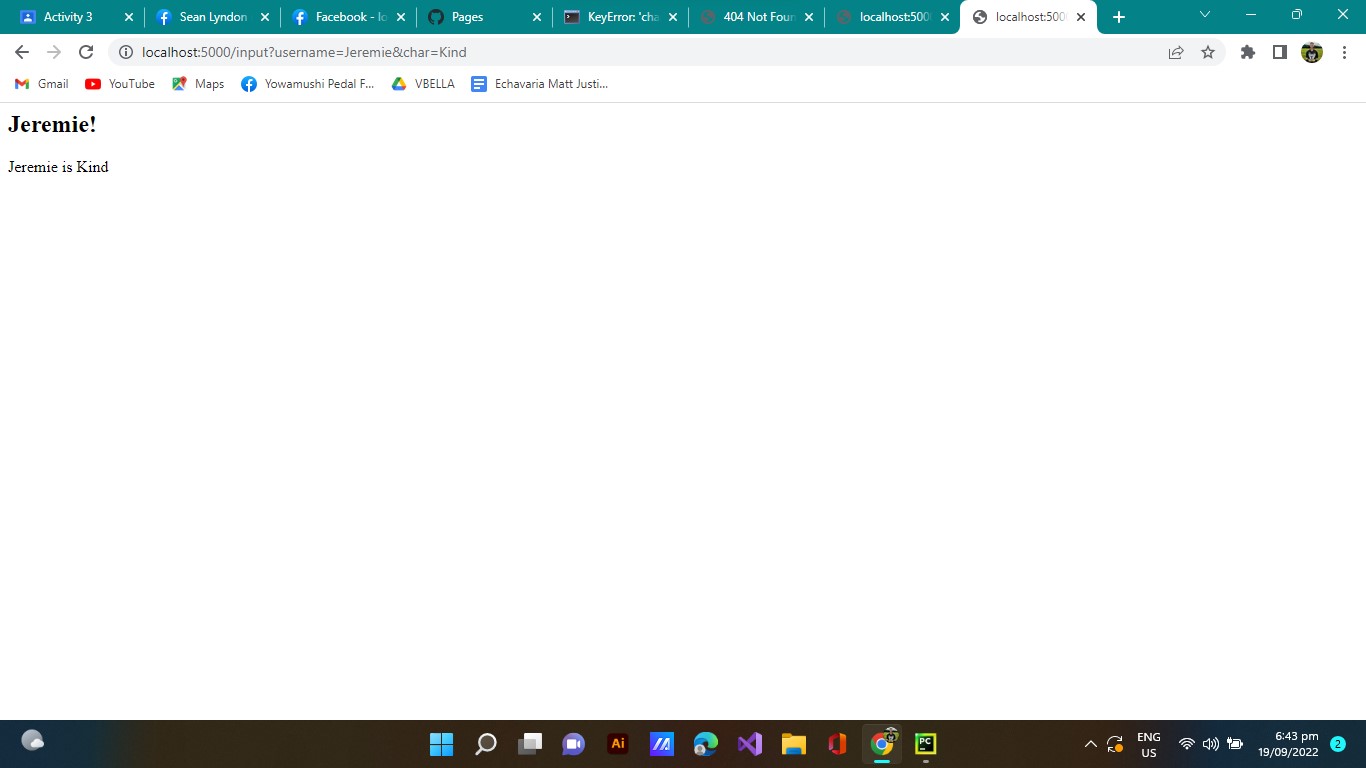 Activity 3
Sean Lyndon
Facebook - lo
Pages
KeyError: 'cha
404 Not Foun
localhost:500
localhost:500
localhost:5000/input?username=Jeremie&char=Kind
Gmail
YouTube
Maps
Yowamushi Pedal F...
VBELLA
Echavaria Matt Justi...
Jeremie!
Jeremie is Kind
Ai
PC
ENG
US
6:43 pm
19/09/2022
2